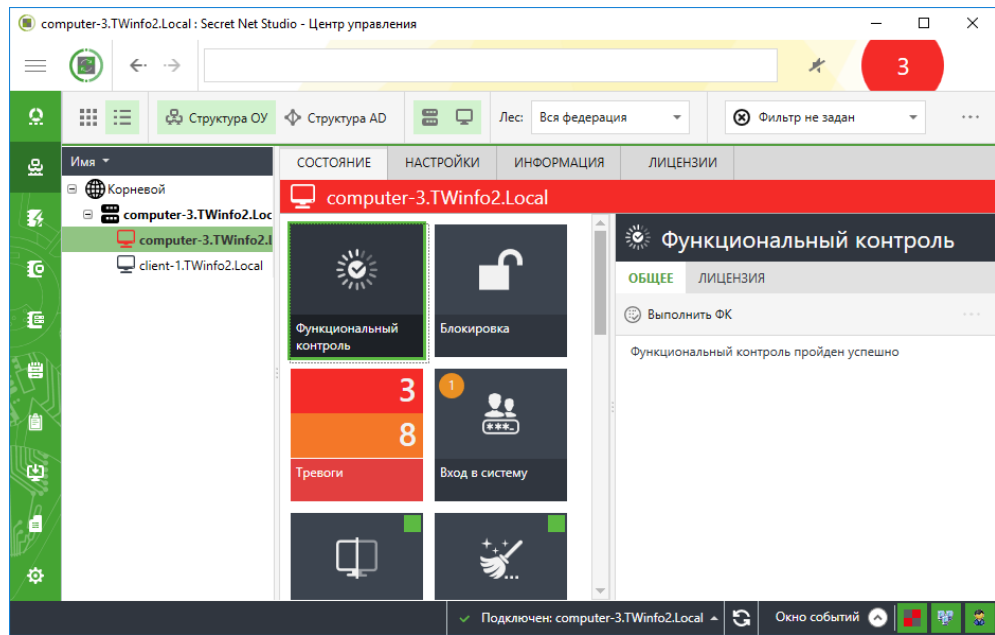 computer-3.TWinfo2.Local : Secret Net Studio - Центр управления
3
Структура ОУ
Структура AD
Лес:
Вся федерация
Фильтр не задан
Имя
СОСТОЯНИЕ
НАСТРОЙКИ
ИНФОРМАЦИЯ
ЛИЦЕНЗИИ
Корневой
computer-3.TWinfo2.Loc
computer-3.TWinfo2.l
client-1.TWinfo2.Local
computer-3.TWinfo2.Local
Функциональный
контроль
Блокировка
3
8
Тревоги
1
***_
Вход в систему
Функциональный контроль
ОБЩЕЕ
ЛИЦЕНЗИЯ
Выполнить ФК
Функциональный контроль пройден успешно
Подключен: computer-3.TWinfo2.Local
Окно событий